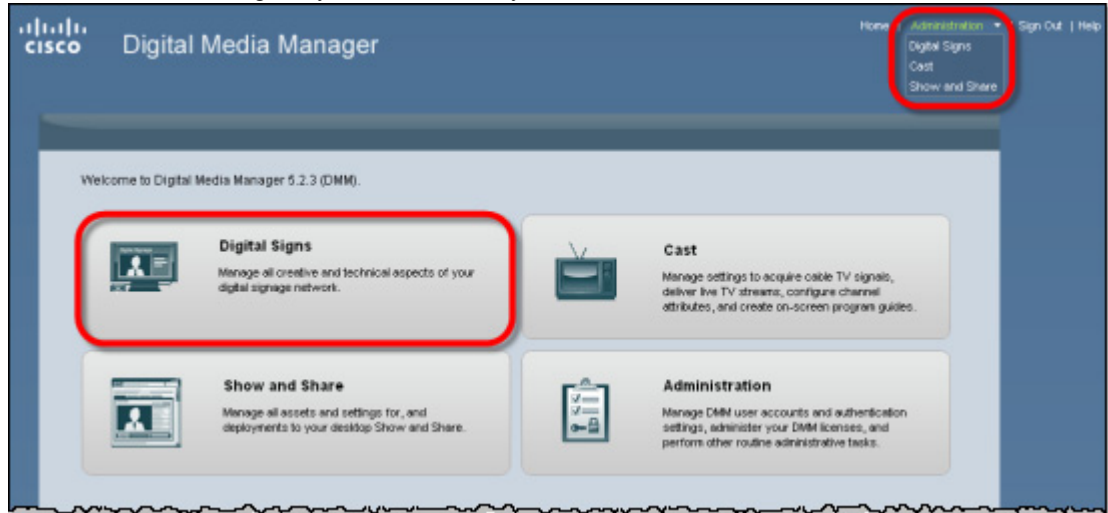 Home | Administration ▾ | Sign Out | Help
CISCO Digital Media Manager
Digital Signs
Cast
Show and Share
Welcome to Digital Media Manager 5.2.3 (DMM).
Digital Signs
Manage all creative and technical aspects of your
digital signage network.
Cast
Manage settings to acquire cable TV signals,
deliver live TV streams, configure channel
attributes, and create on-screen program guides.
Show and Share
Manage all assets and settings for, and
deployments to your desktop Show and Share.
Administration
Manage DMM user accounts and authentication
settings, administer your DMM licenses, and
perform other routine administrative tasks.